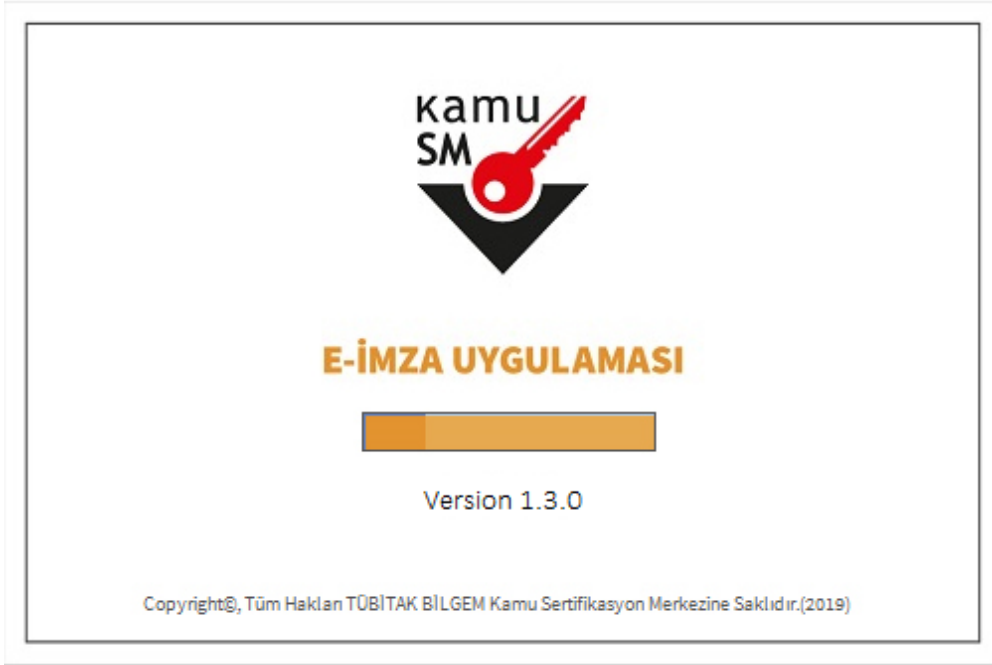 Kamu
SM
E-İMZA UYGULAMASI
Version 1.3.0
Copyright©, Tüm Hakları TÜBİTAK BİLGEM Kamu Sertifikasyon Merkezine Saklıdır.(2019)